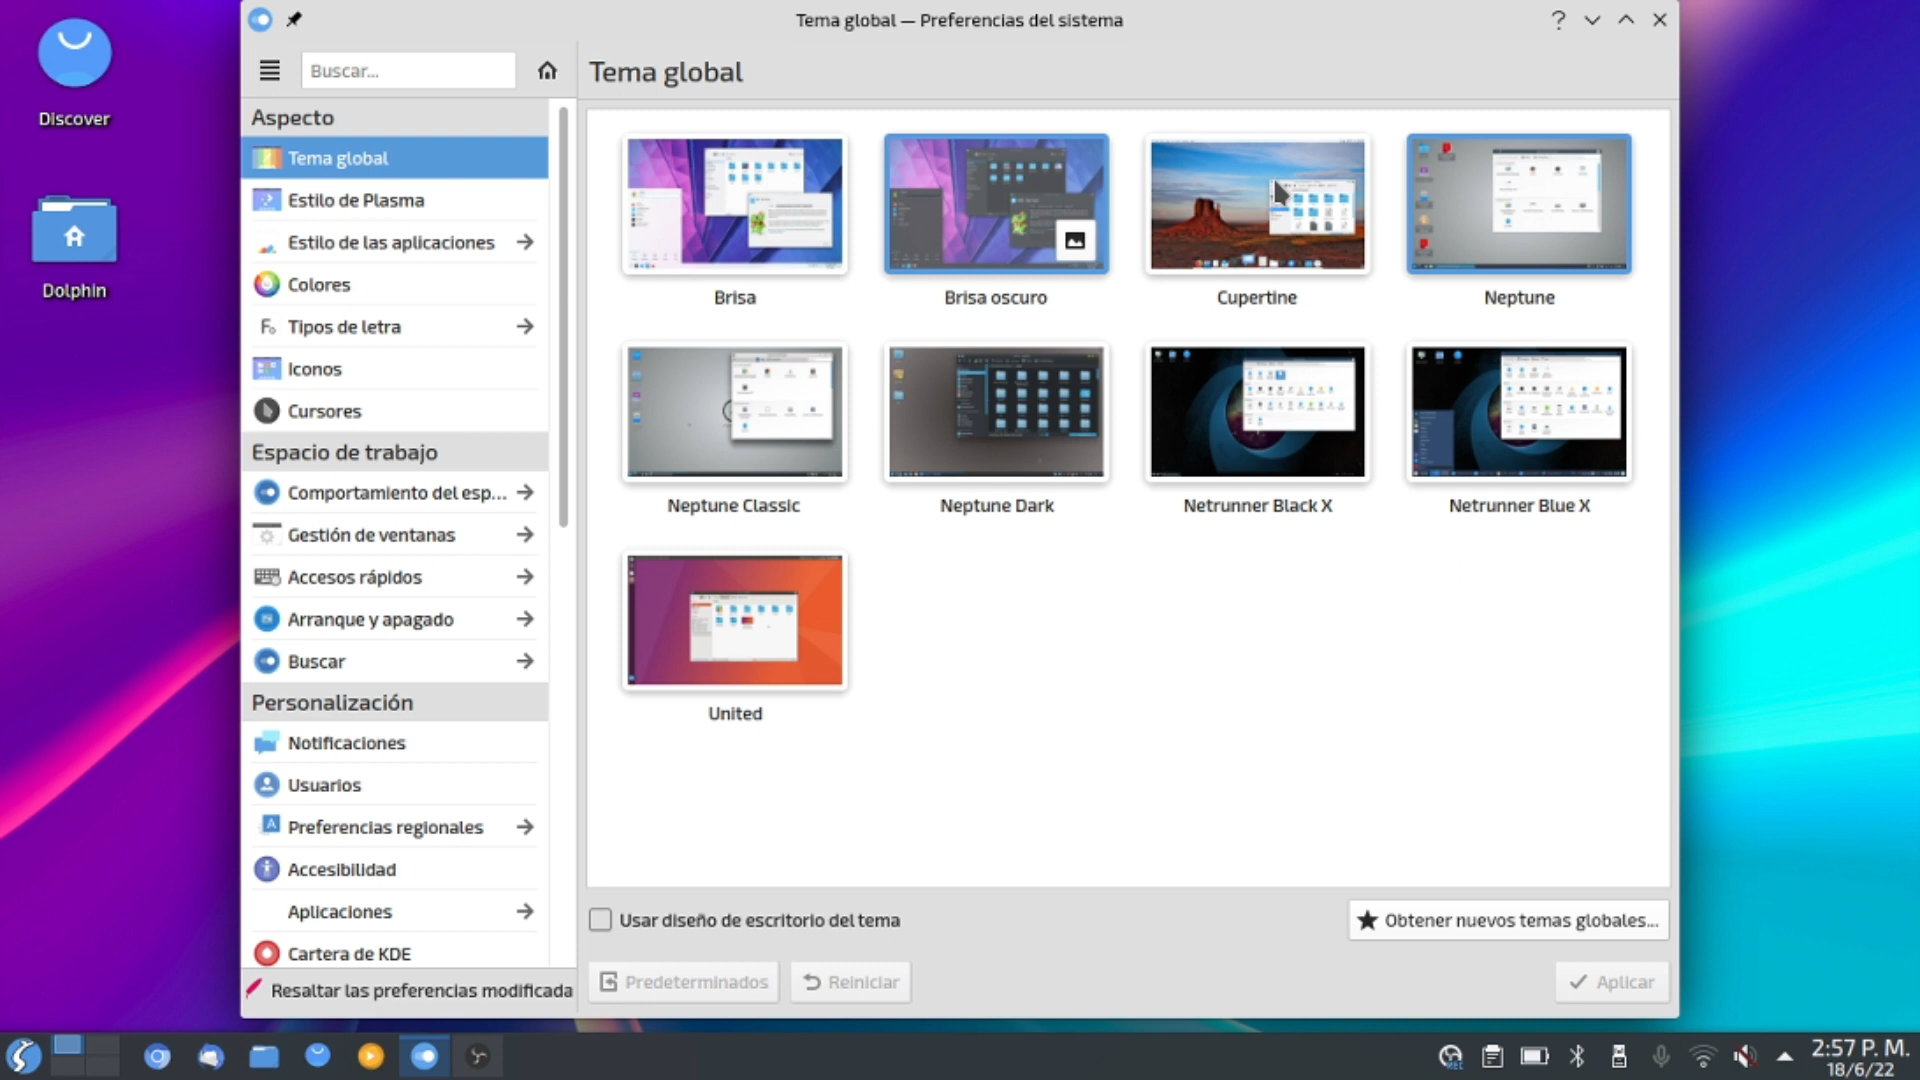 Discover
Dolphin
Tema global — Preferencias del sistema
Buscar...
Tema global
Aspecto
Tema global
Estilo de Plasma
Estilo de las aplicaciones
Colores
Tipos de letra
Iconos
Cursores
Espacio de trabajo
Comportamiento del esp...
Gestión de ventanas
Accesos rápidos
Arranque y apagado
Buscar
Personalización
Notificaciones
Usuarios
Preferencias regionales
Accesibilidad
Aplicaciones
Cartera de KDE
Resaltar las preferencias modificada
Brisa
Brisa oscuro
Cupertine
Neptune
Neptune Classic
Neptune Dark
Netrunner Black X
Netrunner Blue X
United
Usar diseño de escritorio del tema
Obtener nuevos temas globales...
Predeterminados
Reiniciar
Aplicar
2:57 P. M.
18/6/22